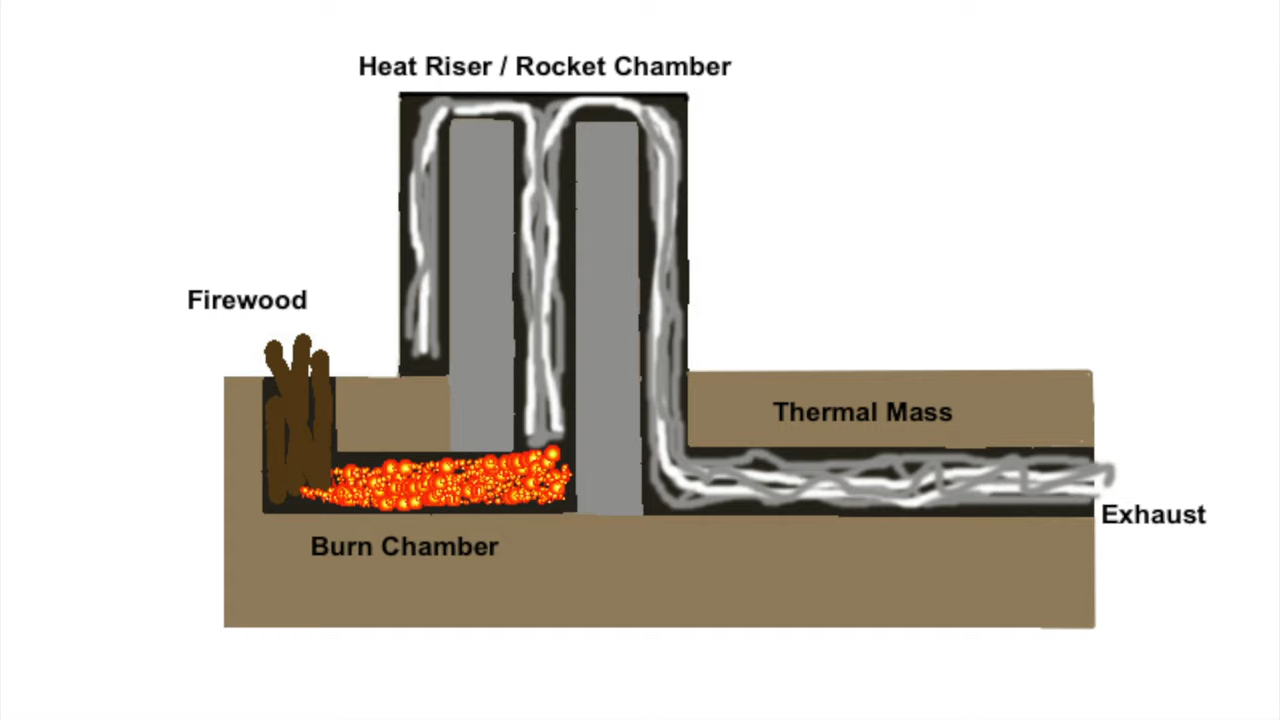 Heat Riser / Rocket Chamber
Firewood
Thermal Mass
Exhaust
Burn Chamber